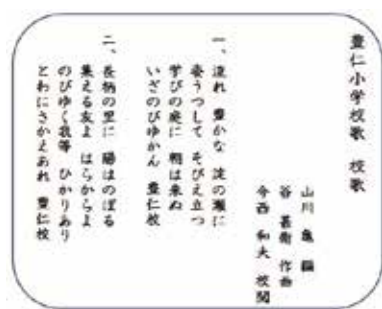 豊仁小学校歌 校歌
山川 亀 編
谷 甚衛 作曲
今西 和夫 校閲
一、流れ 豊かな 淀の瀬に
姿うつして そびえ立つ
学びの庭に 朝は来ぬ
いざのびゆかん 豊仁校
二、長柄の里に 陽はのぼる
集える友よ はらからよ
のびゆく我等 ひかりあり
とわにさかえあれ 豊仁校